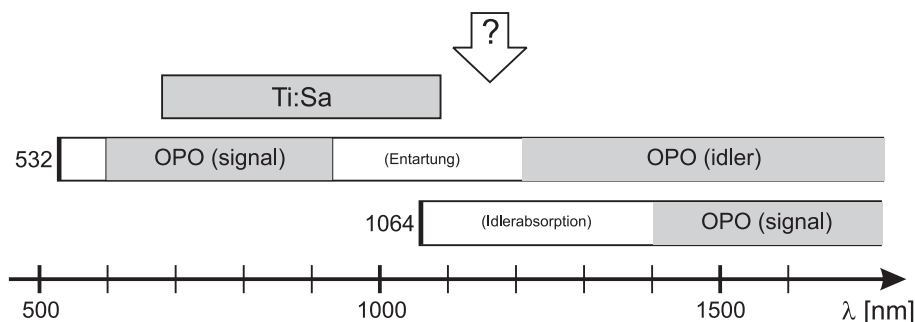 ?
Ti:Sa
532 OPO (signal) (Entartung) OPO (idler)
1064 (Idlerabsorption) OPO (signal)
500 1000 1500 λ [nm]